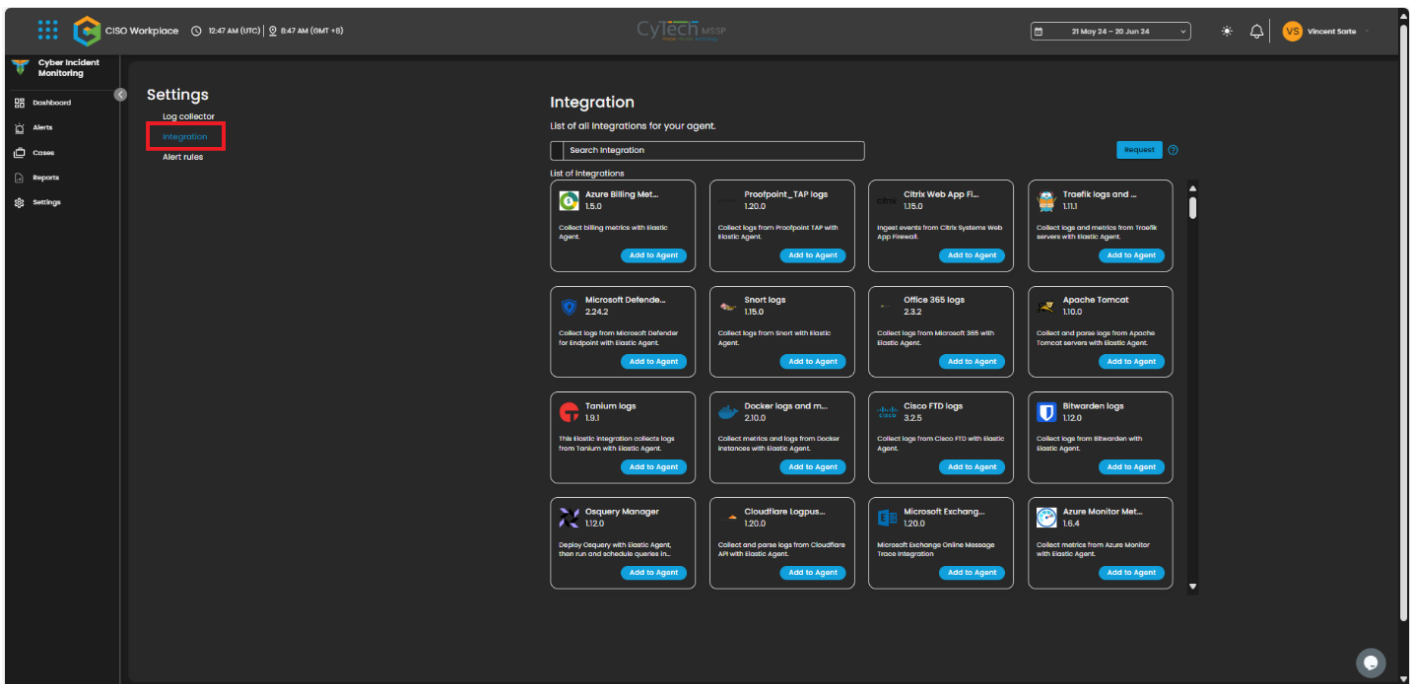 CISO Workplace 12:47 AM (UTC) 8:47 AM (GMT +8)
CyTech MSSP
21 May 24 – 20 Jun 24
VS Vincent Sarte
Cyber Incident
Monitoring
Dashboard
Alerts
Cases
Reports
Settings
Settings
Log collector
Integration
Alert rules
Integration
List of all Integrations for your agent.
Search Integration
Request
List of Integrations
Azure Billing Met...
1.5.0
Collect billing metrics with Elastic
Agent.
Add to Agent
Proofpoint_TAP logs
1.20.0
Collect logs from Proofpoint TAP with
Elastic Agent.
Add to Agent
citrix
Citrix Web App Fi...
1.15.0
Ingest events from Citrix Systems Web
App Firewall.
Add to Agent
Traefik logs and ...
1.11.1
Collect logs and metrics from Traefik
servers with Elastic Agent.
Add to Agent
Microsoft Defende...
2.24.2
Collect logs from Microsoft Defender
for Endpoint with Elastic Agent.
Add to Agent
Snort logs
1.15.0
Collect logs from Snort with Elastic
Agent.
Add to Agent
Office 365 logs
2.3.2
Collect logs from Microsoft 365 with
Elastic Agent.
Add to Agent
Apache Tomcat
1.10.0
Collect and parse logs from Apache
Tomcat servers with Elastic Agent.
Add to Agent
Tanium logs
1.9.1
This Elastic integration collects logs
from Tanium with Elastic Agent.
Add to Agent
Docker logs and m...
2.10.0
Collect metrics and logs from Docker
instances with Elastic Agent.
Add to Agent
CISCO
Cisco FTD logs
3.2.5
Collect logs from Cisco FTD with Elastic
Agent.
Add to Agent
Bitwarden logs
1.12.0
Collect logs from Bitwarden with
Elastic Agent.
Add to Agent
Osquery Manager
1.12.0
Deploy Osquery with Elastic Agent,
then run and schedule queries in...
Add to Agent
Cloudflare Logpus...
1.20.0
Collect and parse logs from Cloudflare
API with Elastic Agent.
Add to Agent
Microsoft Exchang...
1.20.0
Microsoft Exchange Online Message
Trace Integration
Add to Agent
Azure Monitor Met...
1.6.4
Collect metrics from Azure Monitor
with Elastic Agent.
Add to Agent